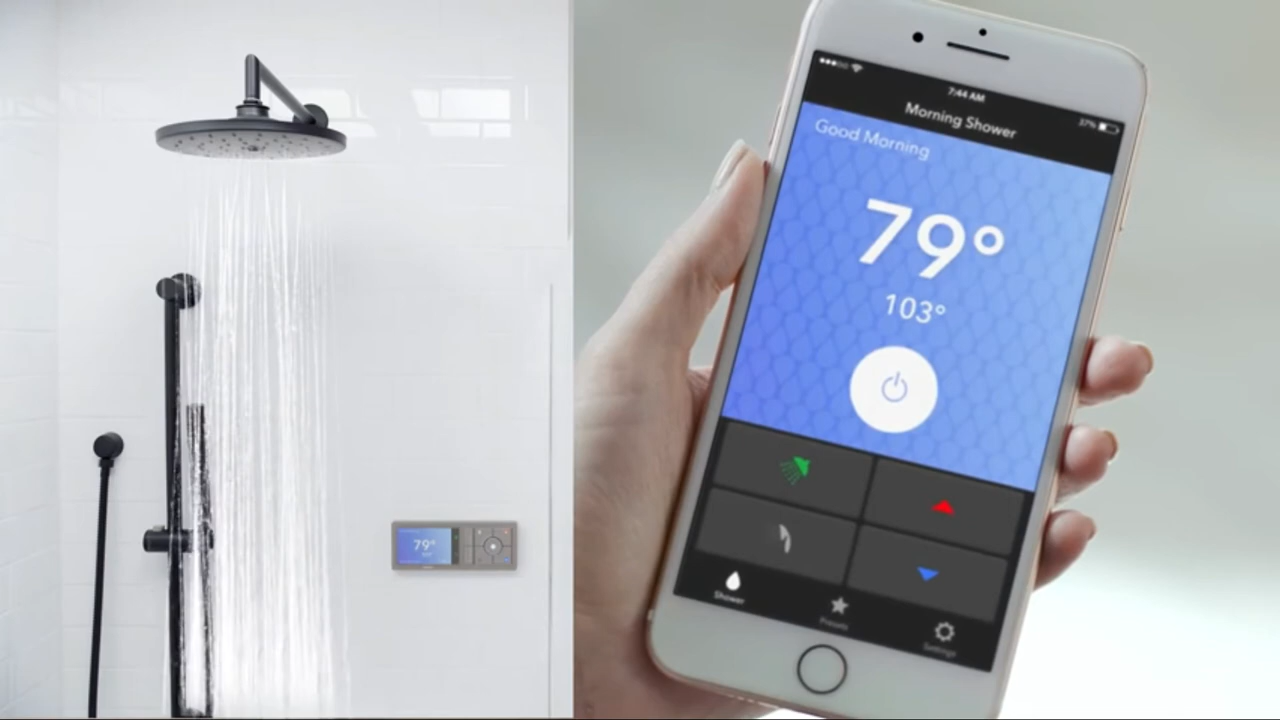 79°
7:44 AM
37%
Morning Shower
Good Morning
79°
103°
Shower
Presets
Settings